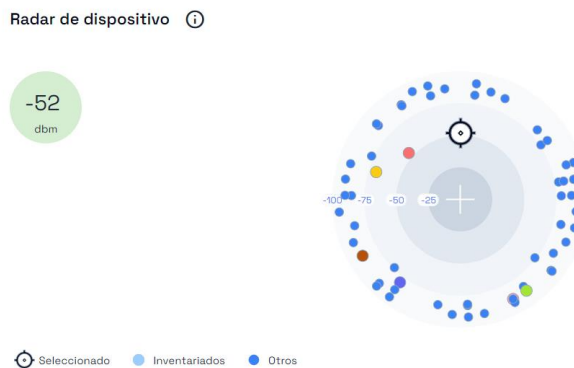 Radar de dispositivo
-52
dbm
-100 -75 -50 -25
Seleccionado Inventariados Otros